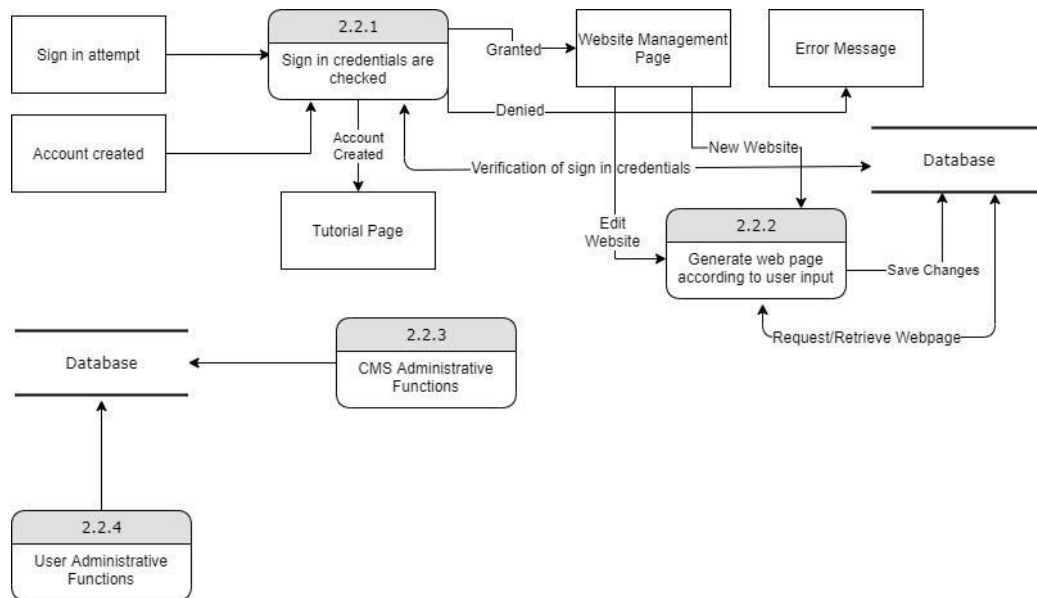 Sign in attempt
2.2.1
Sign in credentials are
checked
Granted
Website Management
Page
Error Message
Denied
Account created
Account
Created
New Website
Verification of sign in credentials
Database
Tutorial Page
Edit
Website
2.2.2
Generate web page
according to user input
Save Changes
Request/Retrieve Webpage
Database
2.2.3
CMS Administrative
Functions
2.2.4
User Administrative
Functions